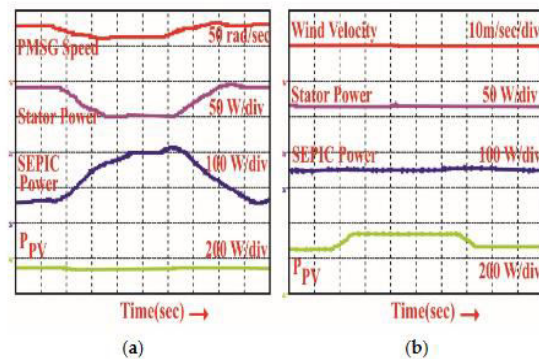 PMSG Speed
50 rad/sec
Stator Power
50 W/div
SEPIC
Power
100 W/div
PPV
200 W/div
Time(sec) →
(a)
Wind Velocity
10m/sec/div
Stator Power
50 W/div
SEPIC Power
100 W/div
PPV
200 W/div
Time(sec) →
(b)